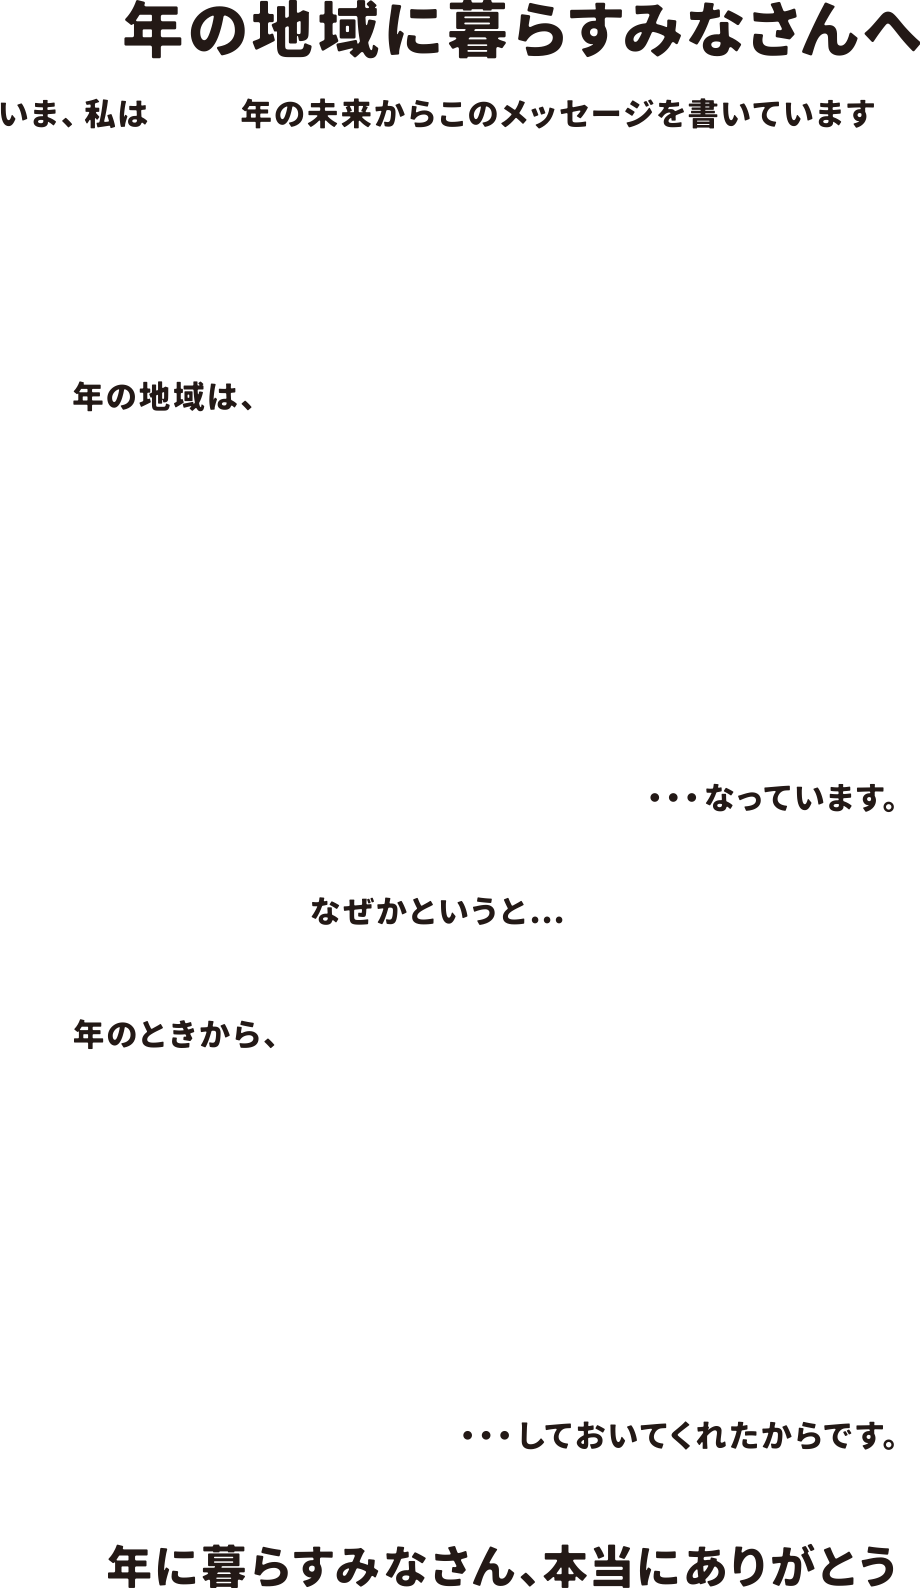 年の地域に暮らすみなさんへ
いま、私は　　　年の未来からこのメッセージを書いています
年の地域は、
・・・なっています。
なぜかというと…
年のときから、
・・・しておいてくれたからです。
年に暮らすみなさん、本当にありがとう